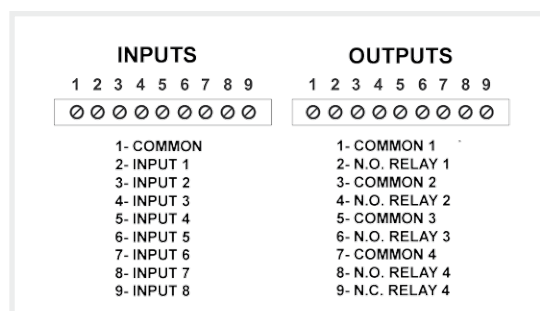 INPUTS
1 2 3 4 5 6 7 8 9
1- COMMON
2- INPUT 1
3- INPUT 2
4- INPUT 3
5- INPUT 4
6- INPUT 5
7- INPUT 6
8- INPUT 7
9- INPUT 8
OUTPUTS
1 2 3 4 5 6 7 8 9
1- COMMON 1
2- N.O. RELAY 1
3- COMMON 2
4- N.O. RELAY 2
5- COMMON 3
6- N.O. RELAY 3
7- COMMON 4
8- N.O. RELAY 4
9- N.C. RELAY 4